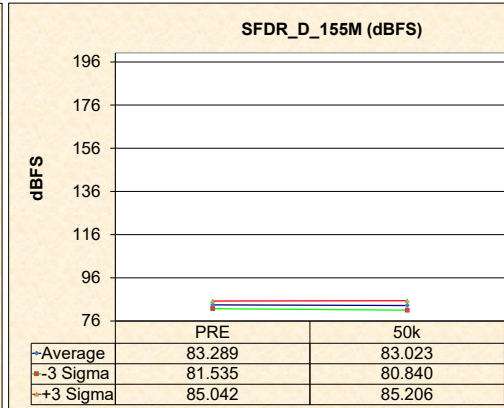 SFDR_D_155M (dBFS)
dBFS
196
176
156
136
116
96
76
PRE 50k
Average 83.289 83.023
-3 Sigma 81.535 80.840
+3 Sigma 85.042 85.206